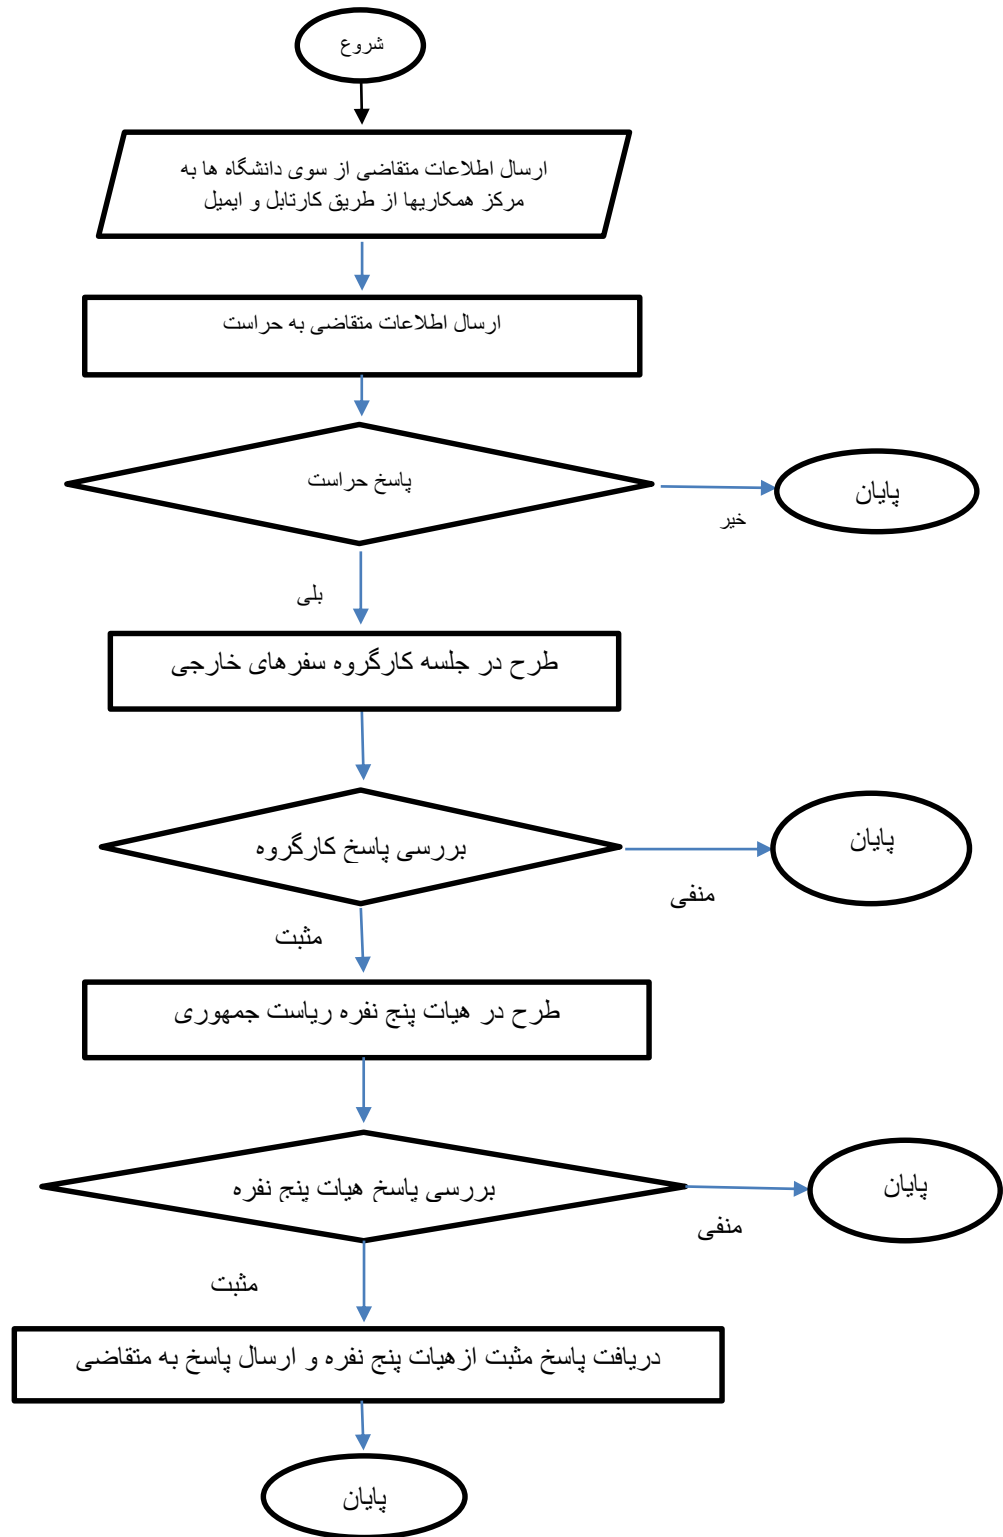 شروع
ارسال اطلاعات متقاضی از سوی دانشگاه ها به
مرکز همکاریها از طریق کارتابل و ایمیل
ارسال اطلاعات متقاضی به حراست
پاسخ حراست
پایان
خیر
بلی
طرح در جلسه کارگروه سفرهای خارجی
بررسی پاسخ کارگروه
پایان
منفی
مثبت
طرح در هیات پنج نفره ریاست جمهوری
بررسی پاسخ هیات پنج نفره
پایان
منفی
مثبت
دریافت پاسخ مثبت ازهیات پنج نفره و ارسال پاسخ به متقاضی
پایان